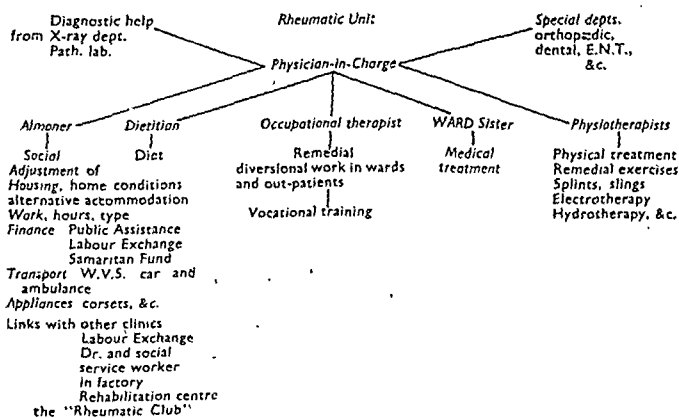 Rheumatic Unit
Diagnostic help
from X-ray dept.
Path. lab.
Special depts.
orthopædic,
dental, E.N.T.,
&c.
Physician-in-Charge
Almoner
Social
Adjustment of
Housing, home conditions
alternative accommodation
Work, hours, type
Finance Public Assistance
Labour Exchange
Samaritan Fund
Transport W.V.S. car and
ambulance
Appliances corsets, &c.
Links with other clinics
Labour Exchange
Dr. and social
service worker
in factory
Rehabilitation centre
the "Rheumatic Club"
Dietitian
Diet
Occupational therapist
Remedial
diversional work in wards
and out-patients
Vocational training
WARD Sister
Medical
treatment
Physiotherapists
Physical treatment
Remedial exercises
Splints, slings
Electrotherapy
Hydrotherapy, &c.